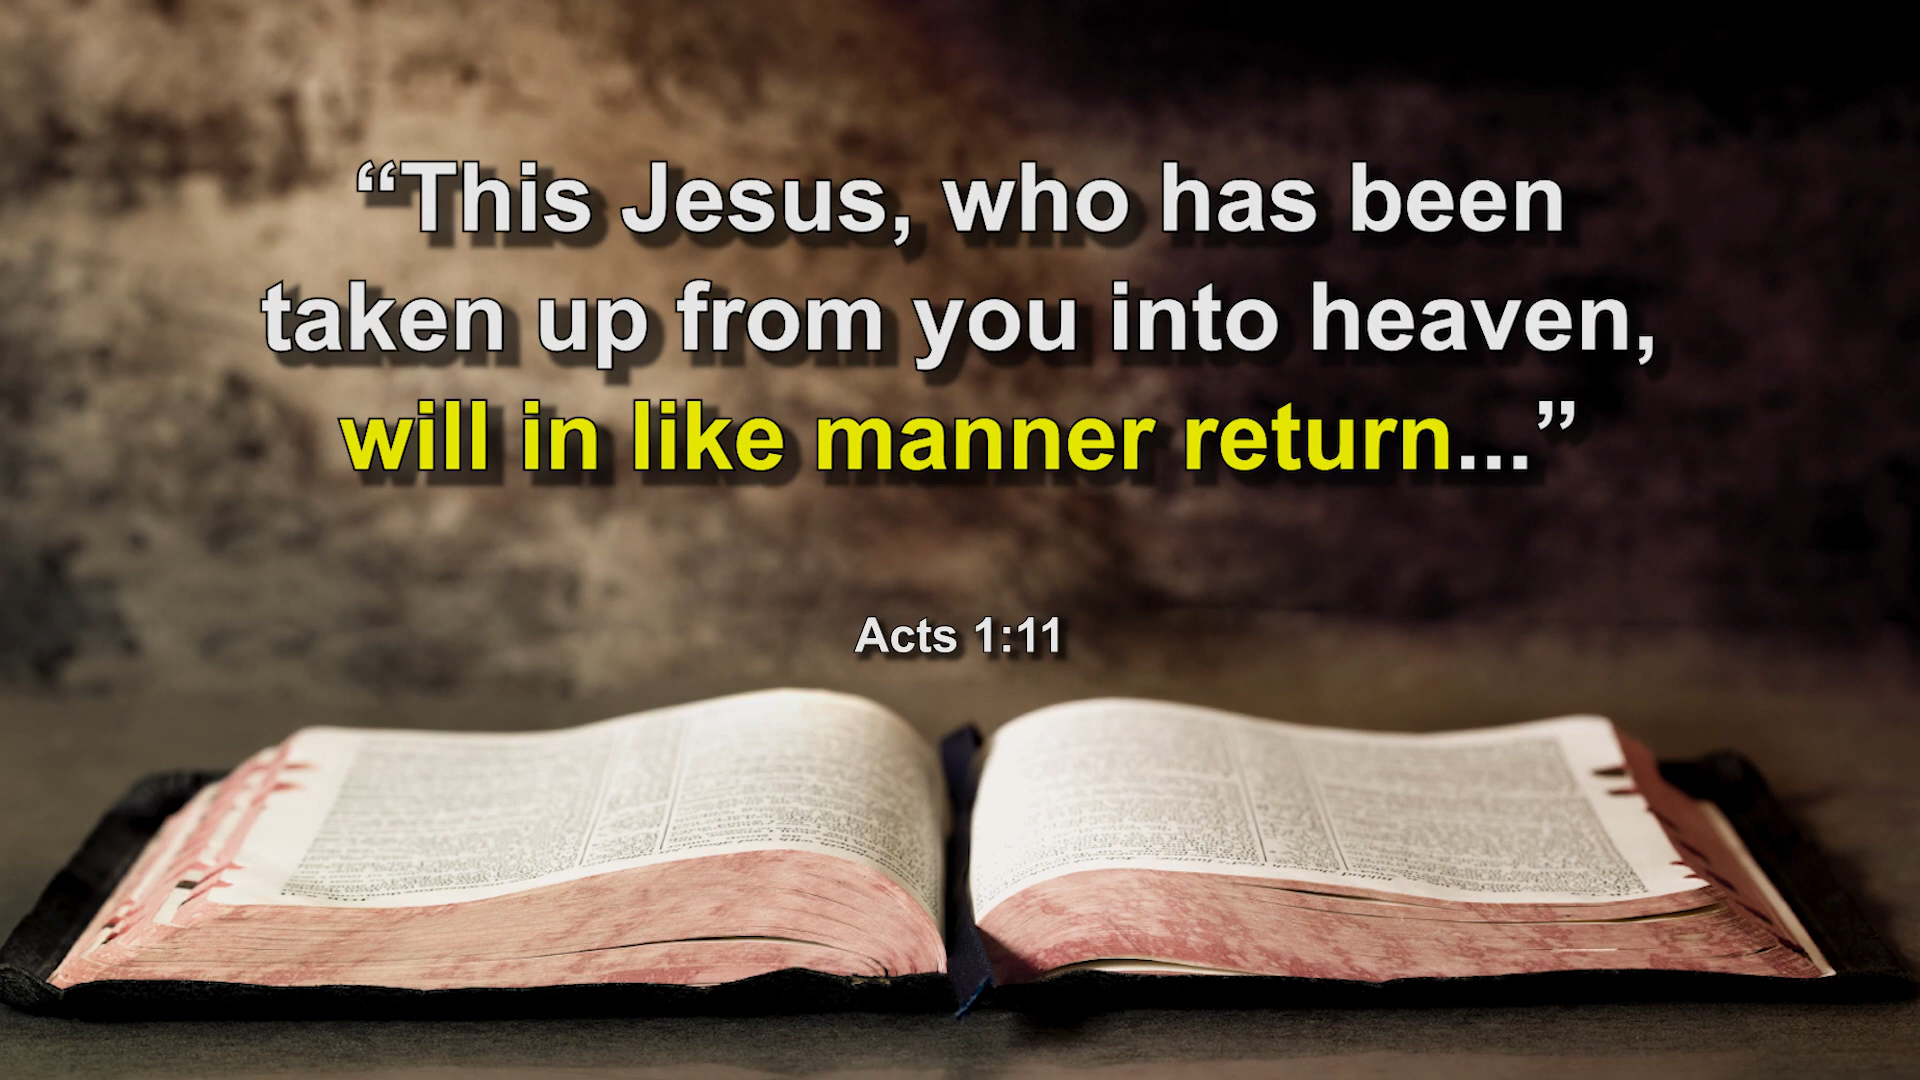 “This Jesus, who has been
taken up from you into heaven,
will in like manner return...”
Acts 1:11